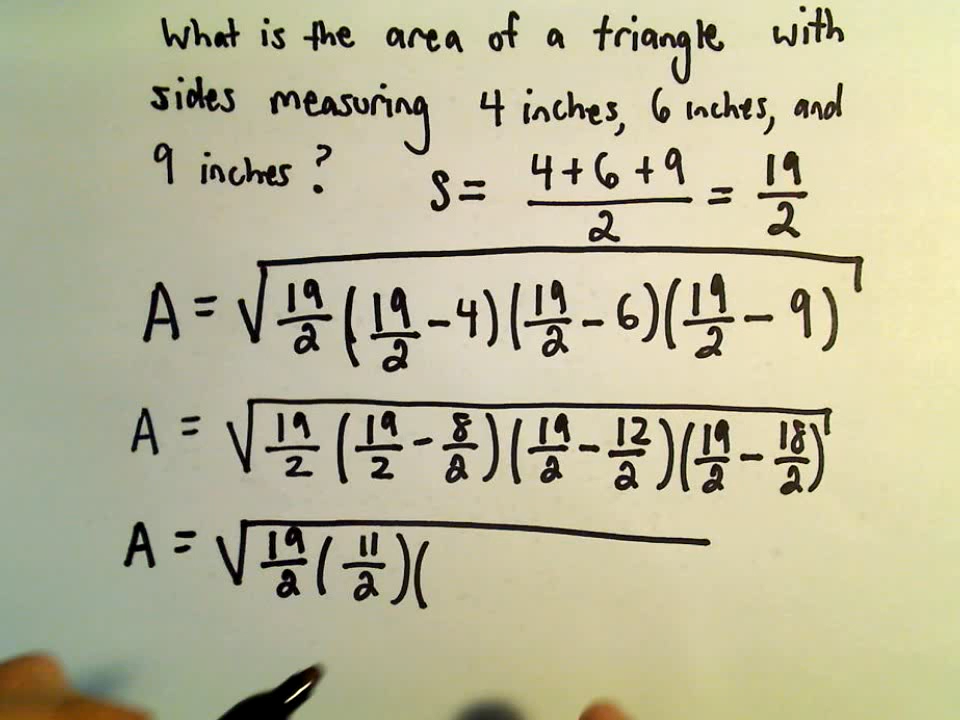 What is the area of a triangle with
sides measuring 4 inches, 6 inches, and
9 inches? S = (4+6+9)/2 = 19/2
A = √(19/2 (19/2 - 4)(19/2 - 6)(19/2 - 9))
A = √(19/2 (19/2 - 8/2)(19/2 - 12/2)(19/2 - 18/2))
A = √(19/2 (11/2)(